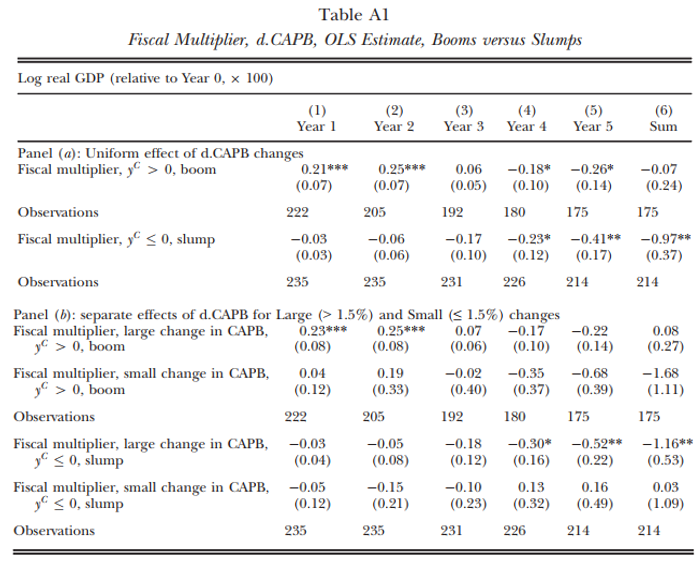 Table A1
Fiscal Multiplier, d.CAPB, OLS Estimate, Booms versus Slumps
Log real GDP (relative to Year 0, × 100)
(1) (2) (3) (4) (5) (6)
Year 1 Year 2 Year 3 Year 4 Year 5 Sum
Panel (a): Uniform effect of d.CAPB changes
Fiscal multiplier, yᶜ > 0, boom 0.21*** 0.25*** 0.06 −0.18* −0.26* −0.07
(0.07) (0.07) (0.05) (0.10) (0.14) (0.24)
Observations 222 205 192 180 175 175
Fiscal multiplier, yᶜ ≤ 0, slump −0.03 −0.06 −0.17 −0.23* −0.41** −0.97**
(0.03) (0.06) (0.10) (0.12) (0.17) (0.37)
Observations 235 235 231 226 214 214
Panel (b): separate effects of d.CAPB for Large (> 1.5%) and Small (≤ 1.5%) changes
Fiscal multiplier, large change in CAPB, 0.23*** 0.25*** 0.07 −0.17 −0.22 0.08
yᶜ > 0, boom (0.08) (0.08) (0.06) (0.10) (0.14) (0.27)
Fiscal multiplier, small change in CAPB, 0.04 0.19 −0.02 −0.35 −0.68 −1.68
yᶜ > 0, boom (0.12) (0.33) (0.40) (0.37) (0.39) (1.11)
Observations 222 205 192 180 175 175
Fiscal multiplier, large change in CAPB, −0.03 −0.05 −0.18 −0.30* −0.52** −1.16**
yᶜ ≤ 0, slump (0.04) (0.08) (0.12) (0.16) (0.22) (0.53)
Fiscal multiplier, small change in CAPB, −0.05 −0.15 −0.10 0.13 0.16 0.03
yᶜ ≤ 0, slump (0.12) (0.21) (0.23) (0.32) (0.49) (1.09)
Observations 235 235 231 226 214 214